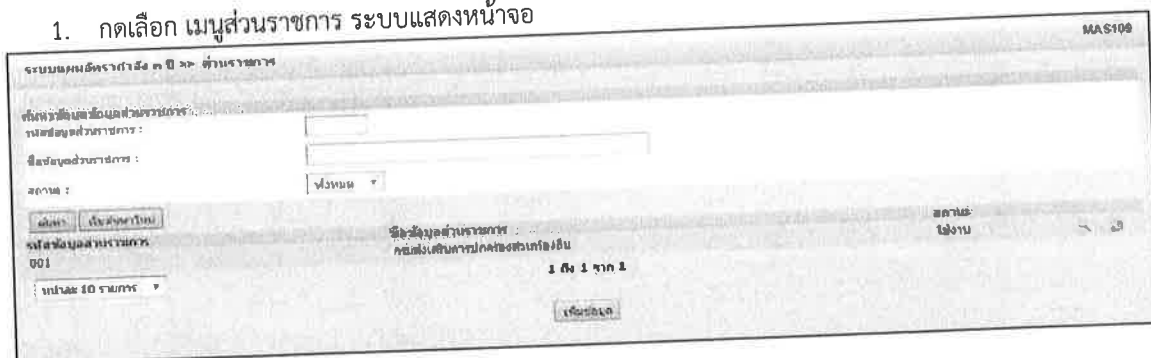 1. กดเลือก เมนูส่วนราชการ ระบบแสดงหน้าจอ
MAS109
ระบบแผนอัตรากำลัง ๓ ปี >> ส่วนราชการ
ค้นหาข้อมูลข้อมูลส่วนราชการ
รหัสข้อมูลส่วนราชการ :
ชื่อข้อมูลส่วนราชการ :
สถานะ : ทั้งหมด
ค้นหา เริ่มค้นหาใหม่
รหัสข้อมูลส่วนราชการ ชื่อข้อมูลส่วนราชการ สถานะ
001 กรมส่งเสริมการปกครองส่วนท้องถิ่น ใช้งาน
1 ถึง 1 จาก 1
หน้าละ 10 รายการ
เพิ่มข้อมูล